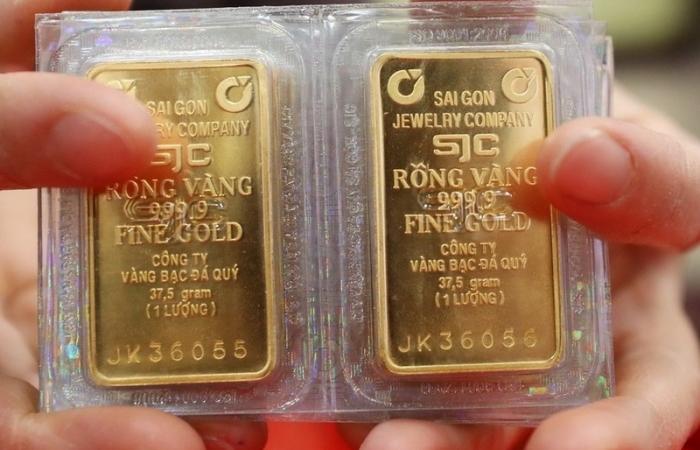 SAI GON
RY COMPANY
SJC
RỒNG VÀNG
999.9
FINE GOLD
CÔNG TY
VÀNG BẠC ĐÁ QUÝ
37,5 gram
(1 LƯỢNG)
JK36055
SAI GON
JEWELRY COMPANY
SJC
RỒNG VÀNG
999.9
FINE GOLD
CÔNG TY
VÀNG BẠC ĐÁ QUÝ
37,5 gram
(1 LƯỢNG)
JK36056